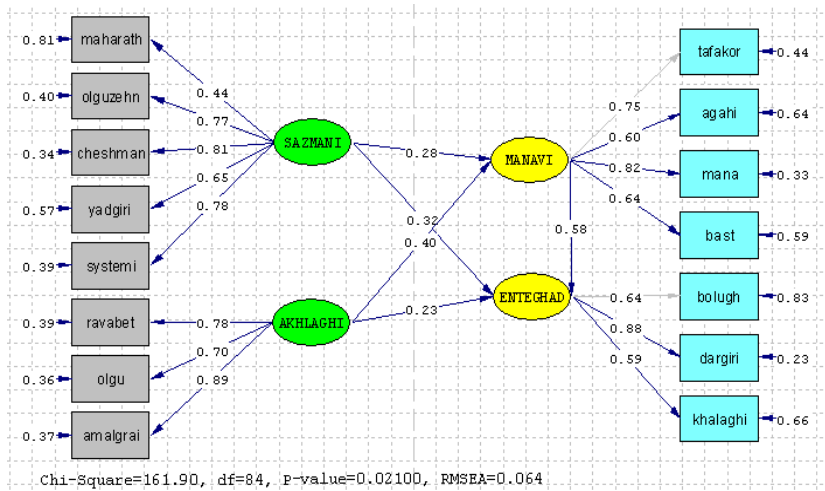 0.81 maharath
0.40 olguzehn
0.34 cheshman
0.57 yadgiri
0.39 systemi
0.39 ravabet
0.36 olgu
0.37 amalgrai
0.44
0.77
0.81
0.65
0.78
0.78
0.70
0.89
SAZMANI
AKHLAGHI
0.28
0.32
0.40
0.23
MANAVI
ENTEGHAD
0.58
0.75
0.60
0.82
0.64
0.64
0.88
0.59
tafakor 0.44
agahi 0.64
mana 0.33
bast 0.59
bolugh 0.83
dargiri 0.23
khalaghi 0.66
Chi-Square=161.90, df=84, P-value=0.02100, RMSEA=0.064